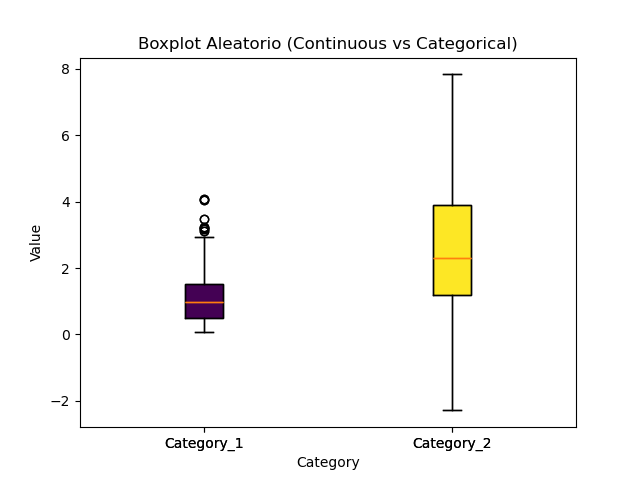 Boxplot Aleatorio (Continuous vs Categorical)
8
6
4
2
0
−2
Value
Category_1
Category_2
Category